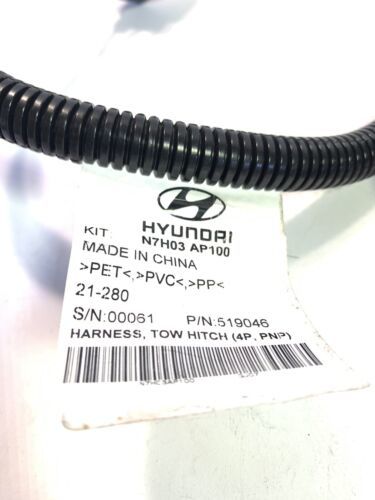 HYUNDAI
KIT: N7H03 AP100
MADE IN CHINA
>PET<,>PVC<,>PP<
21-280
S/N:00061 P/N:519046
HARNESS, TOW HITCH (4P, PNP)